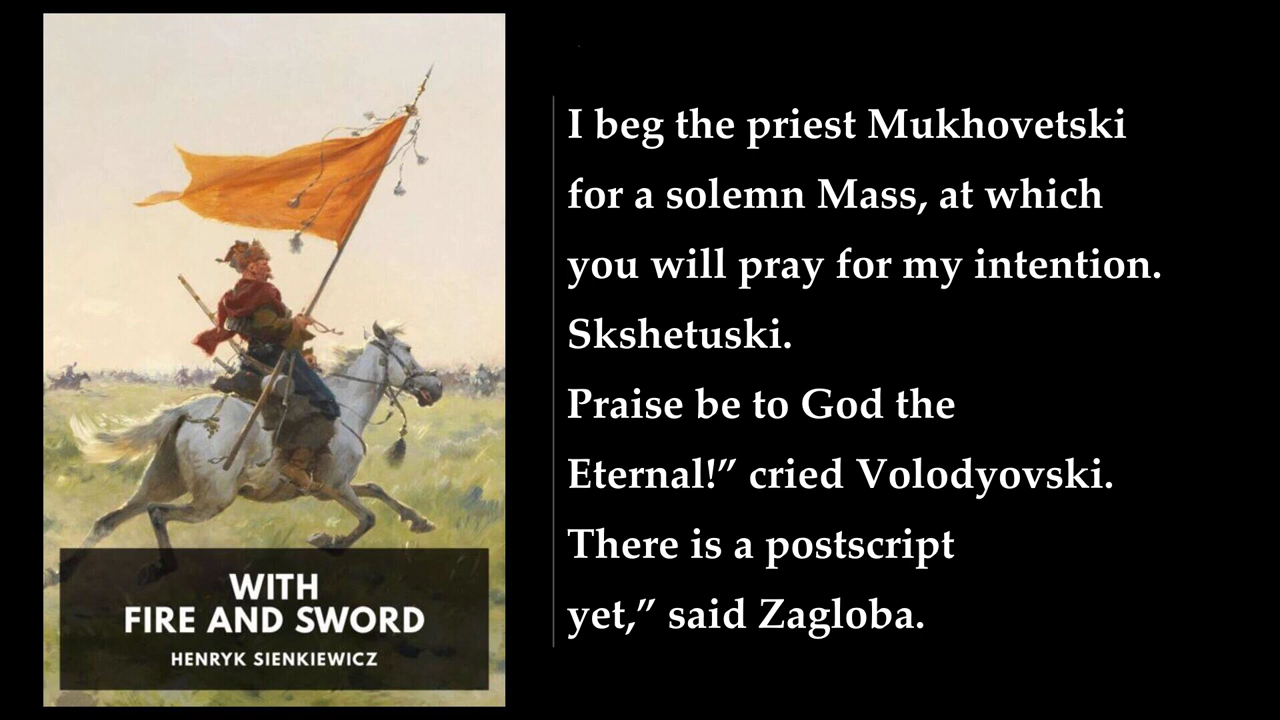 WITH
FIRE AND SWORD
HENRYK SIENKIEWICZ
I beg the priest Mukhovetski
for a solemn Mass, at which
you will pray for my intention.
Skshetuski.
Praise be to God the
Eternal!” cried Volodyovski.
There is a postscript
yet,” said Zagloba.